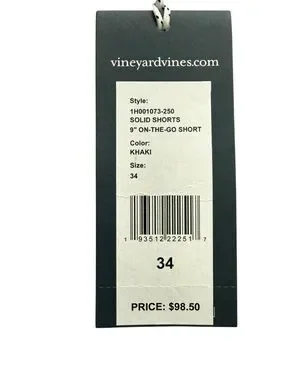 vineyardvines.com
Style:
1H001073-250
SOLID SHORTS
9" ON-THE-GO SHORT
Color:
KHAKI
Size:
34
1 93512 22251 7
34
PRICE: $98.50